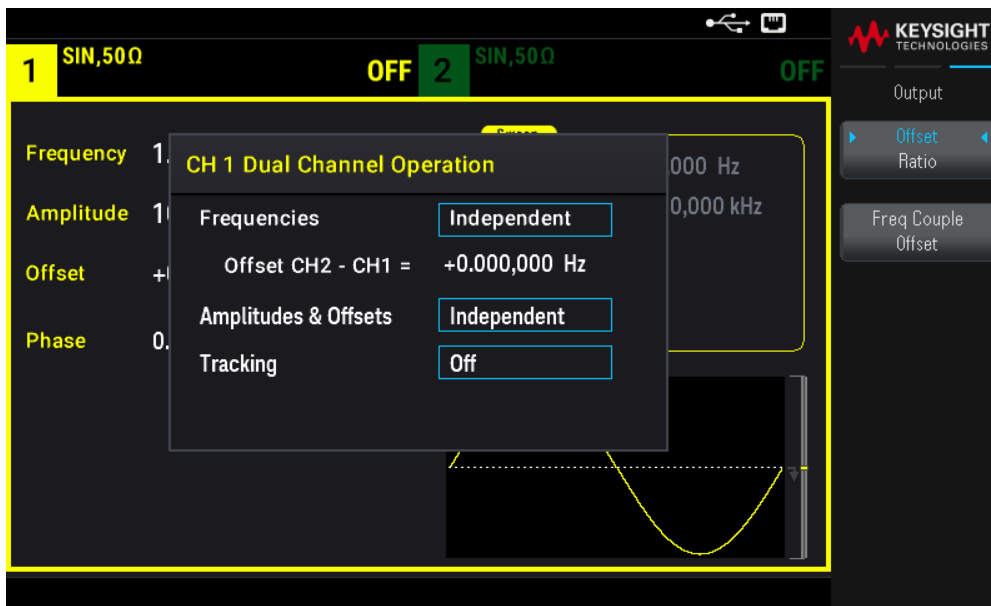 KEYSIGHT
TECHNOLOGIES
1 SIN,50Ω OFF 2 SIN,50Ω OFF
Output
Offset
Ratio
Freq Couple
Offset
Frequency 1.
Amplitude
Offset
Phase 0.
000 Hz
0,000 kHz
CH 1 Dual Channel Operation
Frequencies Independent
Offset CH2 - CH1 = +0.000,000 Hz
Amplitudes & Offsets Independent
Tracking Off